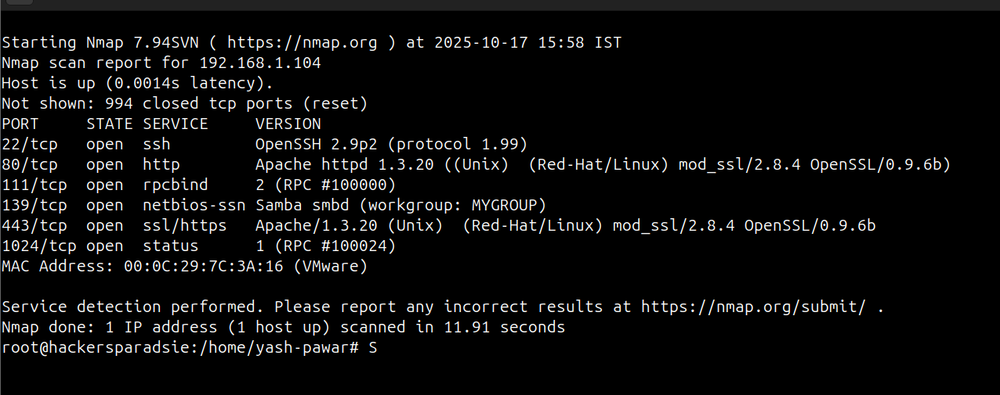 Starting Nmap 7.94SVN ( https://nmap.org ) at 2025-10-17 15:58 IST
Nmap scan report for 192.168.1.104
Host is up (0.0014s latency).
Not shown: 994 closed tcp ports (reset)
PORT     STATE SERVICE     VERSION
22/tcp   open  ssh         OpenSSH 2.9p2 (protocol 1.99)
80/tcp   open  http        Apache httpd 1.3.20 ((Unix)  (Red-Hat/Linux) mod_ssl/2.8.4 OpenSSL/0.9.6b)
111/tcp  open  rpcbind     2 (RPC #100000)
139/tcp  open  netbios-ssn Samba smbd (workgroup: MYGROUP)
443/tcp  open  ssl/https   Apache/1.3.20 (Unix)  (Red-Hat/Linux) mod_ssl/2.8.4 OpenSSL/0.9.6b
1024/tcp open  status      1 (RPC #100024)
MAC Address: 00:0C:29:7C:3A:16 (VMware)
Service detection performed. Please report any incorrect results at https://nmap.org/submit/ .
Nmap done: 1 IP address (1 host up) scanned in 11.91 seconds
root@hackersparadsie:/home/yash-pawar# S